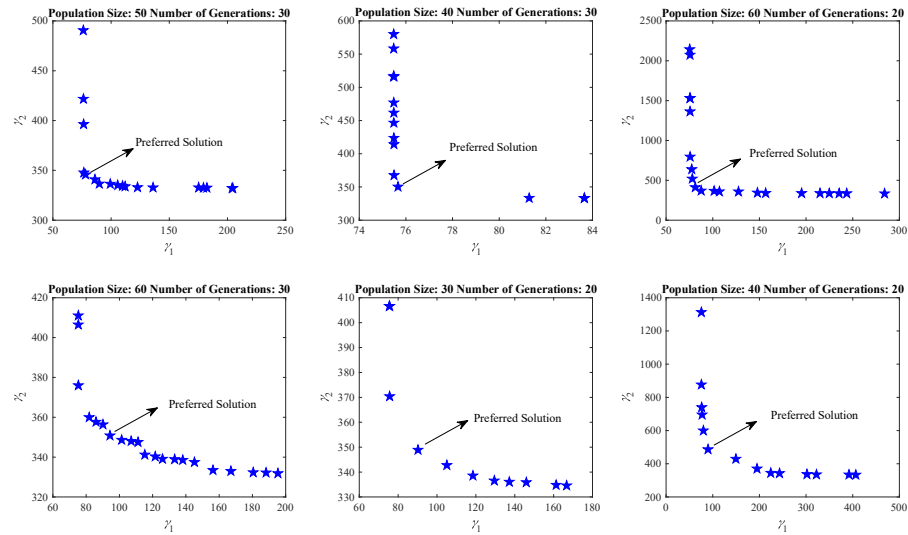 Population Size: 50 Number of Generations: 30
500
450
400
350
300
γ2
Preferred Solution
50 100 150 200 250
γ1
Population Size: 40 Number of Generations: 30
600
550
500
450
400
350
300
γ2
Preferred Solution
74 76 78 80 82 84
γ1
Population Size: 60 Number of Generations: 20
2500
2000
1500
1000
500
0
γ2
Preferred Solution
50 100 150 200 250 300
γ1
Population Size: 60 Number of Generations: 30
420
400
380
360
340
320
γ2
Preferred Solution
60 80 100 120 140 160 180 200
γ1
Population Size: 30 Number of Generations: 20
410
400
390
380
370
360
350
340
330
γ2
Preferred Solution
60 80 100 120 140 160 180
γ1
Population Size: 40 Number of Generations: 20
1400
1200
1000
800
600
400
200
γ2
Preferred Solution
0 100 200 300 400 500
γ1